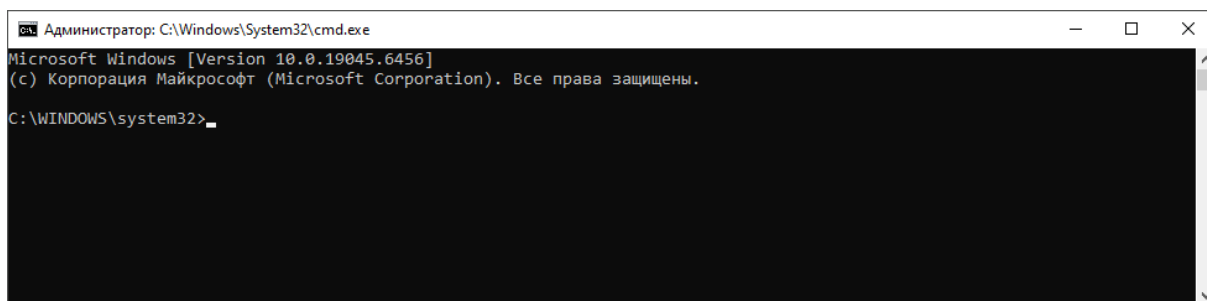 Администратор: C:\Windows\System32\cmd.exe
Microsoft Windows [Version 10.0.19045.6456]
(c) Корпорация Майкрософт (Microsoft Corporation). Все права защищены.
C:\WINDOWS\system32>